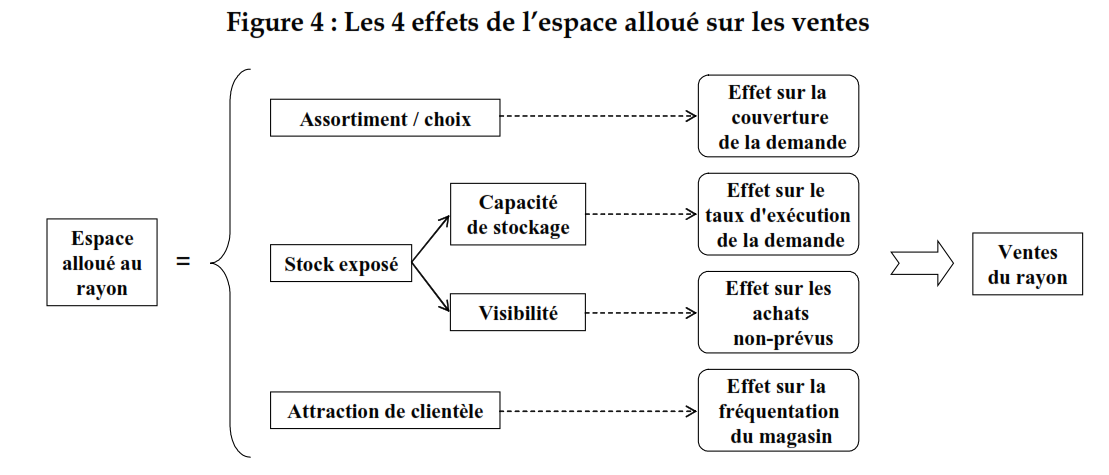 Figure 4 : Les 4 effets de l’espace alloué sur les ventes
Espace
alloué au
rayon
=
Assortiment / choix
Stock exposé
Capacité
de stockage
Visibilité
Attraction de clientèle
Effet sur la
couverture
de la demande
Effet sur le
taux d'exécution
de la demande
Effet sur les
achats
non-prévus
Effet sur la
fréquentation
du magasin
Ventes
du rayon